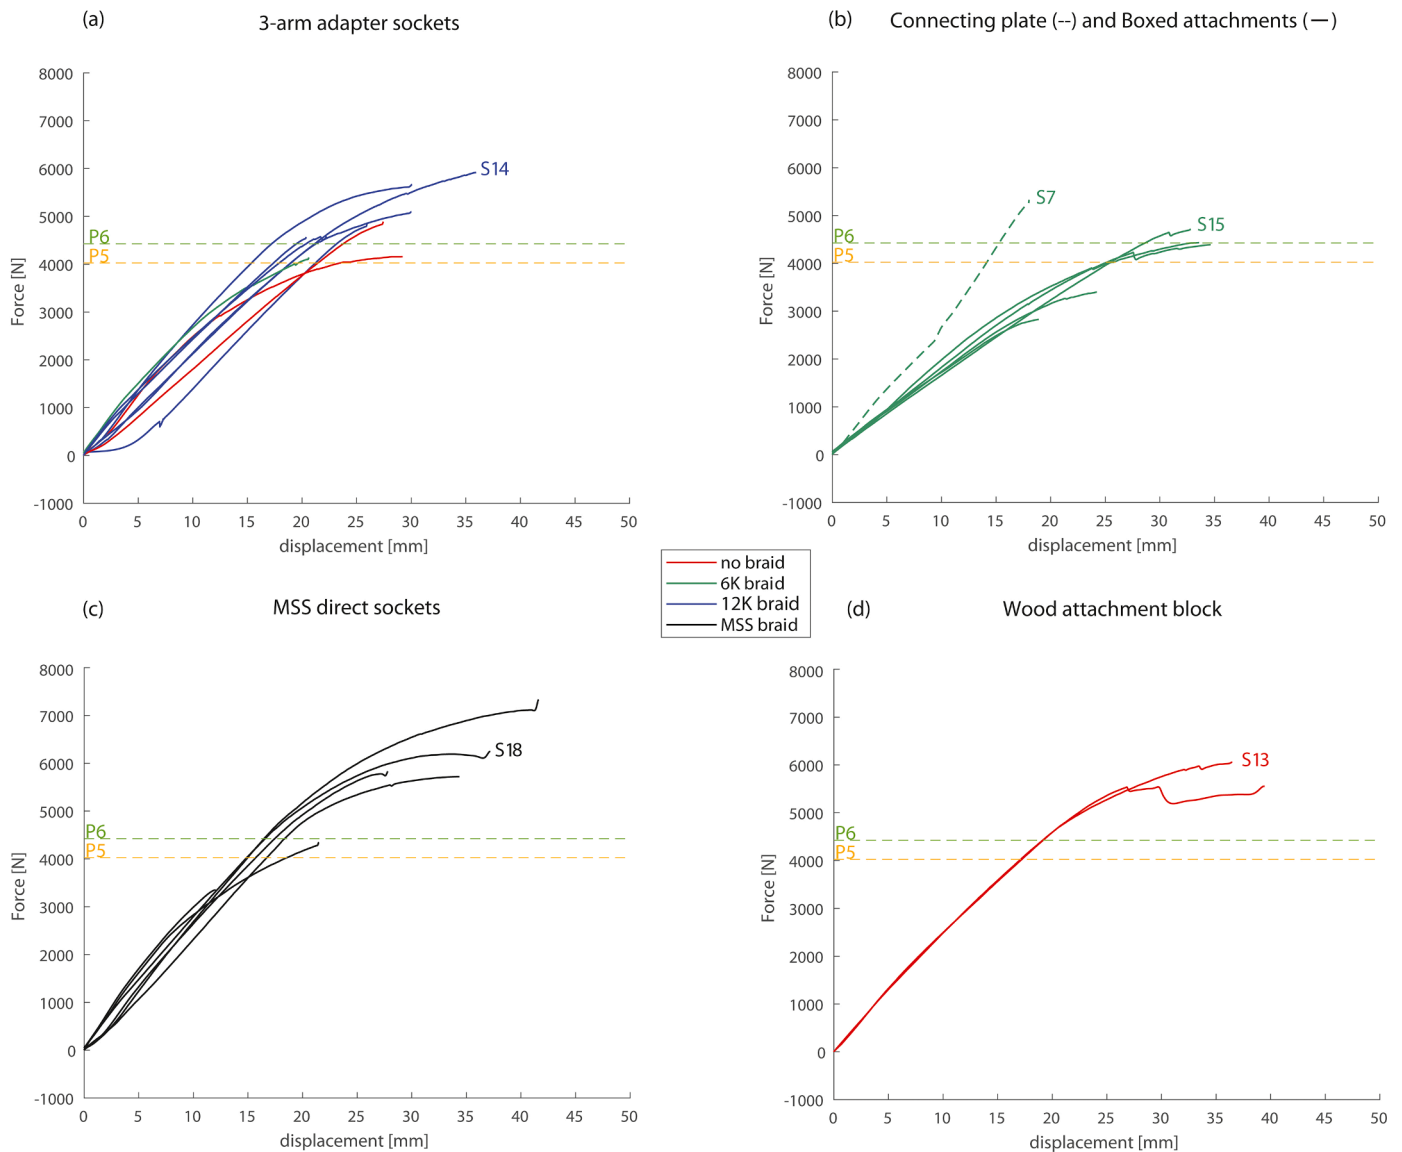 (a)
3-arm adapter sockets
8000
7000
6000
5000
4000
3000
2000
1000
0
-1000
Force [N]
P6
P5
S14
0 5 10 15 20 25 30 35 40 45 50
displacement [mm]
(b)
Connecting plate (--) and Boxed attachments (—)
8000
7000
6000
5000
4000
3000
2000
1000
0
-1000
Force [N]
P6
P5
S7
S15
0 5 10 15 20 25 30 35 40 45 50
displacement [mm]
no braid
6K braid
12K braid
MSS braid
(c)
MSS direct sockets
8000
7000
6000
5000
4000
3000
2000
1000
0
-1000
Force [N]
P6
P5
S18
0 5 10 15 20 25 30 35 40 45 50
displacement [mm]
(d)
Wood attachment block
8000
7000
6000
5000
4000
3000
2000
1000
0
-1000
Force [N]
P6
P5
S13
0 5 10 15 20 25 30 35 40 45 50
displacement [mm]